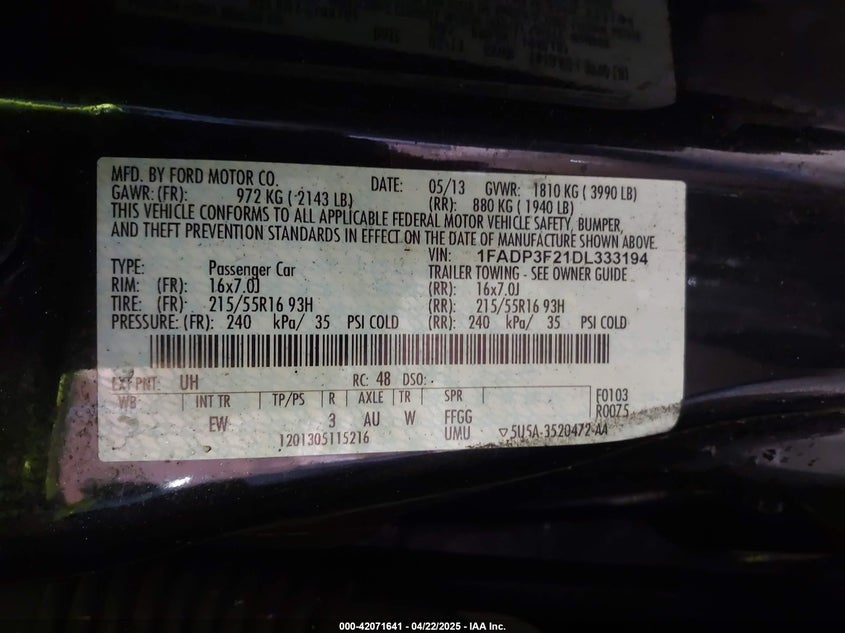 MFD. BY FORD MOTOR CO. DATE: 05/13 GVWR: 1810 KG ( 3990 LB)
GAWR: (FR): 972 KG ( 2143 LB) (RR): 880 KG ( 1940 LB)
THIS VEHICLE CONFORMS TO ALL APPLICABLE FEDERAL MOTOR VEHICLE SAFETY, BUMPER,
AND THEFT PREVENTION STANDARDS IN EFFECT ON THE DATE OF MANUFACTURE SHOWN ABOVE.
VIN: 1FADP3F21DL333194
TYPE: Passenger Car TRAILER TOWING - SEE OWNER GUIDE
RIM: (FR): 16x7.0J (RR): 16x7.0J
TIRE: (FR): 215/55R16 93H (RR): 215/55R16 93H
PRESSURE: (FR): 240 kPa/ 35 PSI COLD (RR): 240 kPa/ 35 PSI COLD
EXT PNT: UH RC: 48 DSO:
WB INT TR TP/PS R AXLE TR SPR F0103
EW 3 AU W FFGG R0075
1201305115216 UMU ▽5U5A-3520472-AA
000-42071641 - 04/22/2025 - IAA Inc.